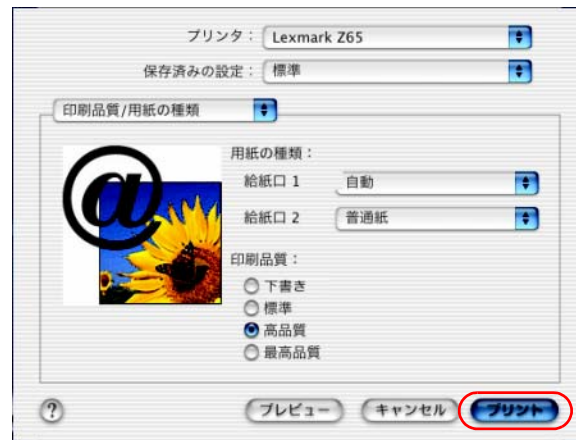 プリンタ： Lexmark Z65
保存済みの設定： 標準
印刷品質/用紙の種類
用紙の種類：
給紙口 1 自動
給紙口 2 普通紙
印刷品質：
下書き
標準
高品質
最高品質
? プレビュー キャンセル プリント